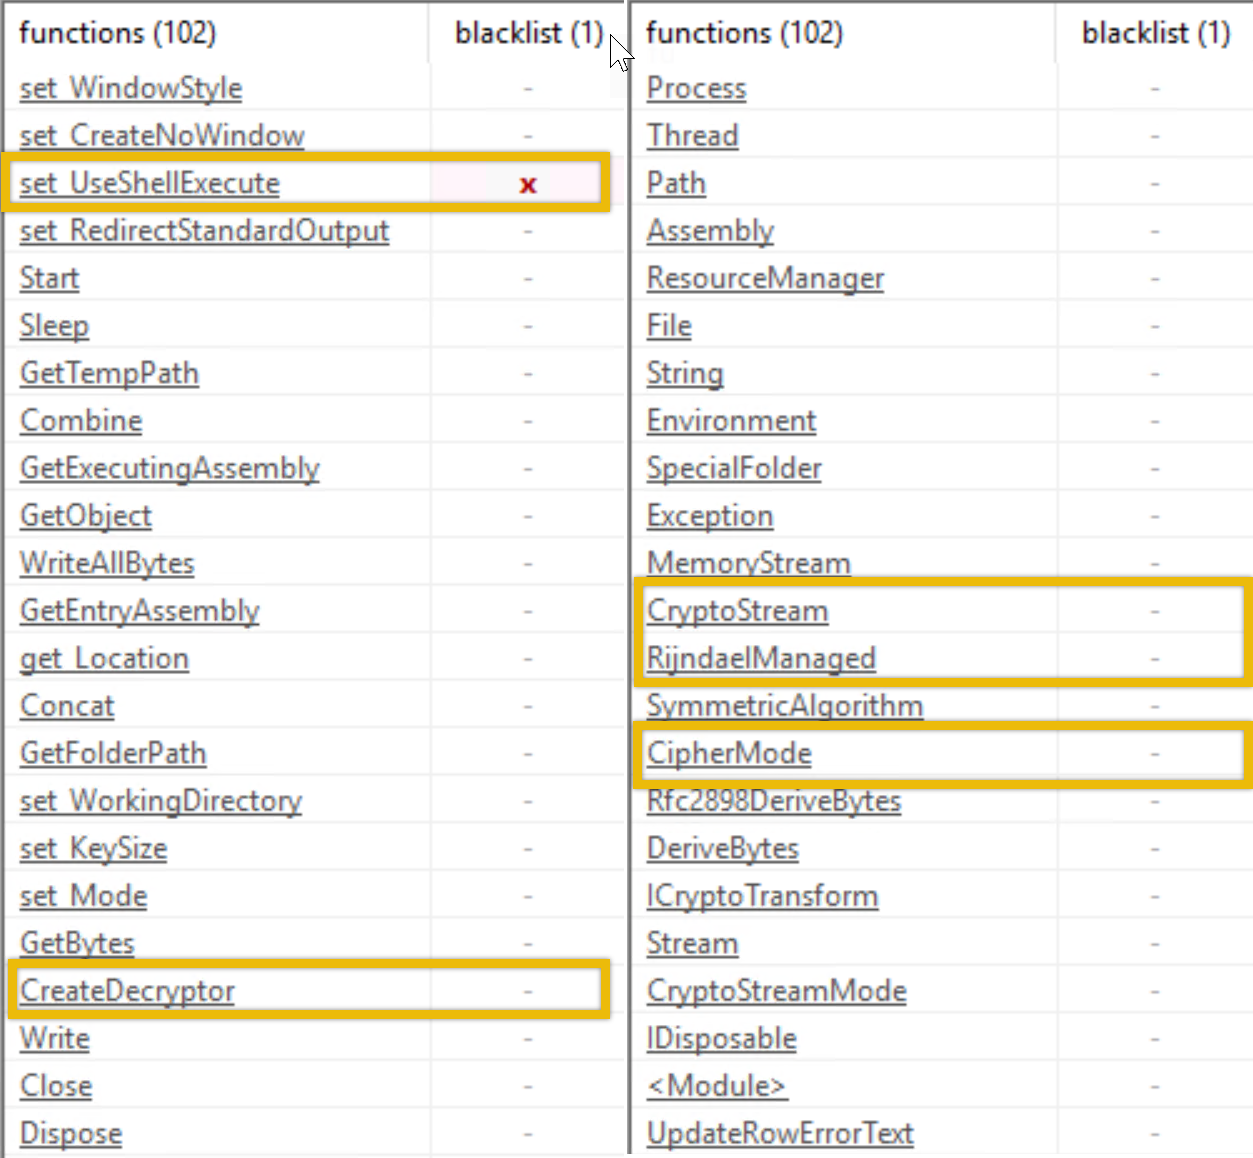 functions (102) blacklist (1)
set_WindowStyle -
set_CreateNoWindow -
set_UseShellExecute x
set_RedirectStandardOutput -
Start -
Sleep -
GetTempPath -
Combine -
GetExecutingAssembly -
GetObject -
WriteAllBytes -
GetEntryAssembly -
get_Location -
Concat -
GetFolderPath -
set_WorkingDirectory -
set_KeySize -
set_Mode -
GetBytes -
CreateDecryptor -
Write -
Close -
Dispose -
functions (102) blacklist (1)
Process -
Thread -
Path -
Assembly -
ResourceManager -
File -
String -
Environment -
SpecialFolder -
Exception -
MemoryStream -
CryptoStream -
RijndaelManaged -
SymmetricAlgorithm -
CipherMode -
Rfc2898DeriveBytes -
DeriveBytes -
ICryptoTransform -
Stream -
CryptoStreamMode -
IDisposable -
<Module> -
UpdateRowErrorText -